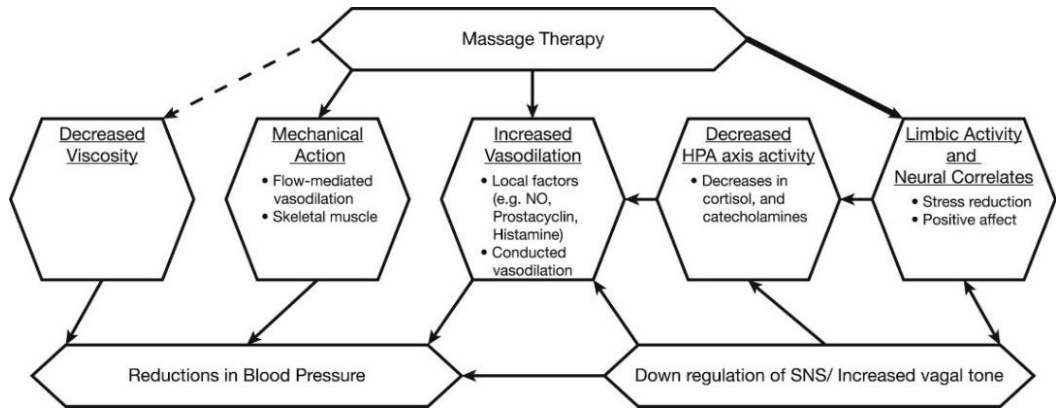 Massage Therapy
Decreased
Viscosity
Mechanical
Action
• Flow-mediated
vasodilation
• Skeletal muscle
Increased
Vasodilation
• Local factors
(e.g. NO,
Prostacyclin,
Histamine)
• Conducted
vasodilation
Decreased
HPA axis activity
• Decreases in
cortisol, and
catecholamines
Limbic Activity
and
Neural Correlates
• Stress reduction
• Positive affect
Reductions in Blood Pressure
Down regulation of SNS/ Increased vagal tone